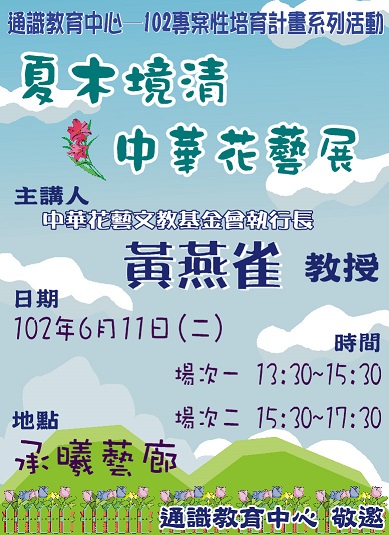 通識教育中心─102專案性培育計畫系列活動
夏木境清
中華花藝展
主講人
中華花藝文教基金會執行長
黃燕雀 教授
日期
102年6月11日(二)
時間
場次一 13:30~15:30
地點
場次二 15:30~17:30
承曦藝廊
通識教育中心 敬邀